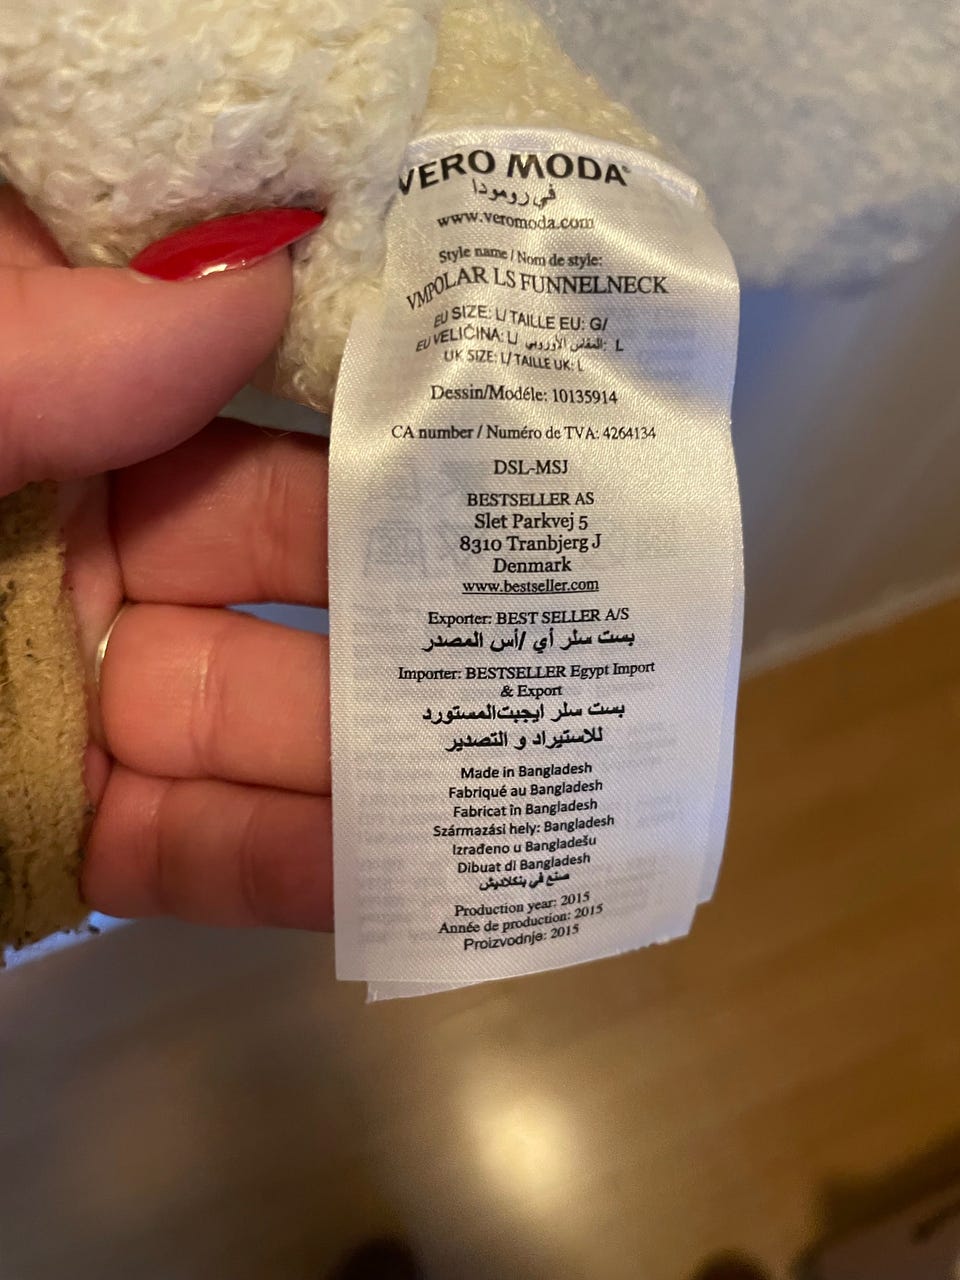 VERO MODA®
في رومودا
www.veromoda.com
Style name / Nom de style:
VMPOLAR LS FUNNELNECK
EU SIZE: L/ TAILLE EU: G/
EU VELIČINA: L/ المقاس الأوروبي: L
UK SIZE: L/ TAILLE UK: L
Dessin/Modéle: 10135914
CA number / Numéro de TVA: 4264134
DSL-MSJ
BESTSELLER AS
Slet Parkvej 5
8310 Tranbjerg J
Denmark
www.bestseller.com
Exporter: BEST SELLER A/S
بست سلر أي /أس المصدر
Importer: BESTSELLER Egypt Import
& Export
بست سلر ايجبتالمستورد
للاستيراد و التصدير
Made in Bangladesh
Fabriqué au Bangladesh
Fabricat în Bangladesh
Származási hely: Bangladesh
Izrađeno u Bangladešu
Dibuat di Bangladesh
صنع في بنكلاديش
Production year: 2015
Année de production: 2015
Proizvodnje: 2015